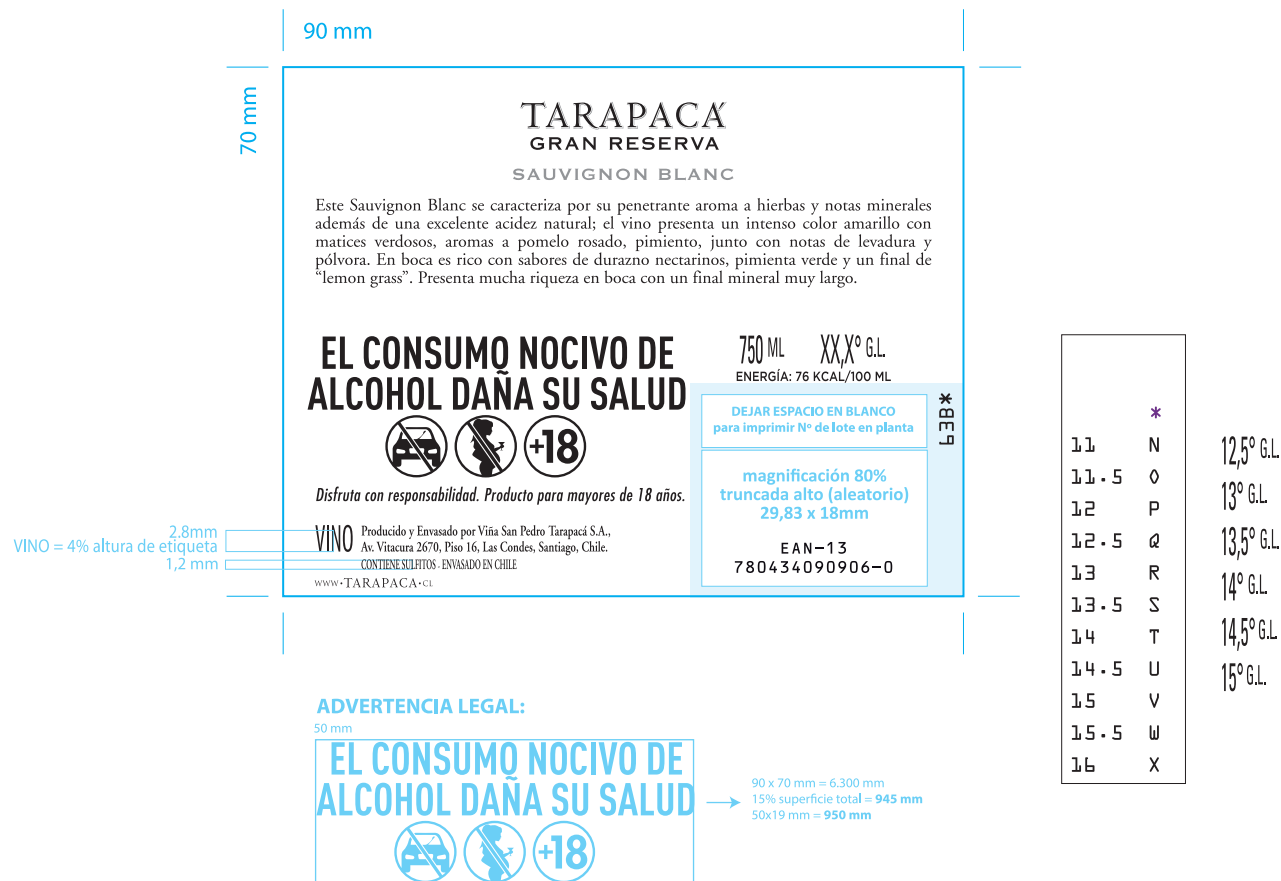 90 mm
70 mm
TARAPACÁ
GRAN RESERVA
SAUVIGNON BLANC
Este Sauvignon Blanc se caracteriza por su penetrante aroma a hierbas y notas minerales
además de una excelente acidez natural; el vino presenta un intenso color amarillo con
matices verdosos, aromas a pomelo rosado, pimiento, junto con notas de levadura y
pólvora. En boca es rico con sabores de durazno nectarinos, pimienta verde y un final de
“lemon grass”. Presenta mucha riqueza en boca con un final mineral muy largo.
EL CONSUMO NOCIVO DE
ALCOHOL DAÑA SU SALUD
+18
Disfruta con responsabilidad. Producto para mayores de 18 años.
750 ML XX,X° G.L.
ENERGÍA: 76 KCAL/100 ML
DEJAR ESPACIO EN BLANCO
para imprimir Nº de lote en planta
63B*
magnificación 80%
truncada alto (aleatorio)
29,83 x 18mm
EAN-13
780434090906-0
2.8mm
VINO = 4% altura de etiqueta
1,2 mm
VINO
Producido y Envasado por Viña San Pedro Tarapacá S.A.,
Av. Vitacura 2670, Piso 16, Las Condes, Santiago, Chile.
CONTIENE SULFITOS - ENVASADO EN CHILE
WWW·TARAPACA·CL
*
11 N
11.5 O
12 P
12.5 Q
13 R
13.5 S
14 T
14.5 U
15 V
15.5 W
16 X
12,5° G.L.
13° G.L.
13,5° G.L.
14° G.L.
14,5° G.L.
15° G.L.
ADVERTENCIA LEGAL:
50 mm
EL CONSUMO NOCIVO DE
ALCOHOL DAÑA SU SALUD
+18
90 x 70 mm = 6.300 mm
15% superficie total = 945 mm
50x19 mm = 950 mm